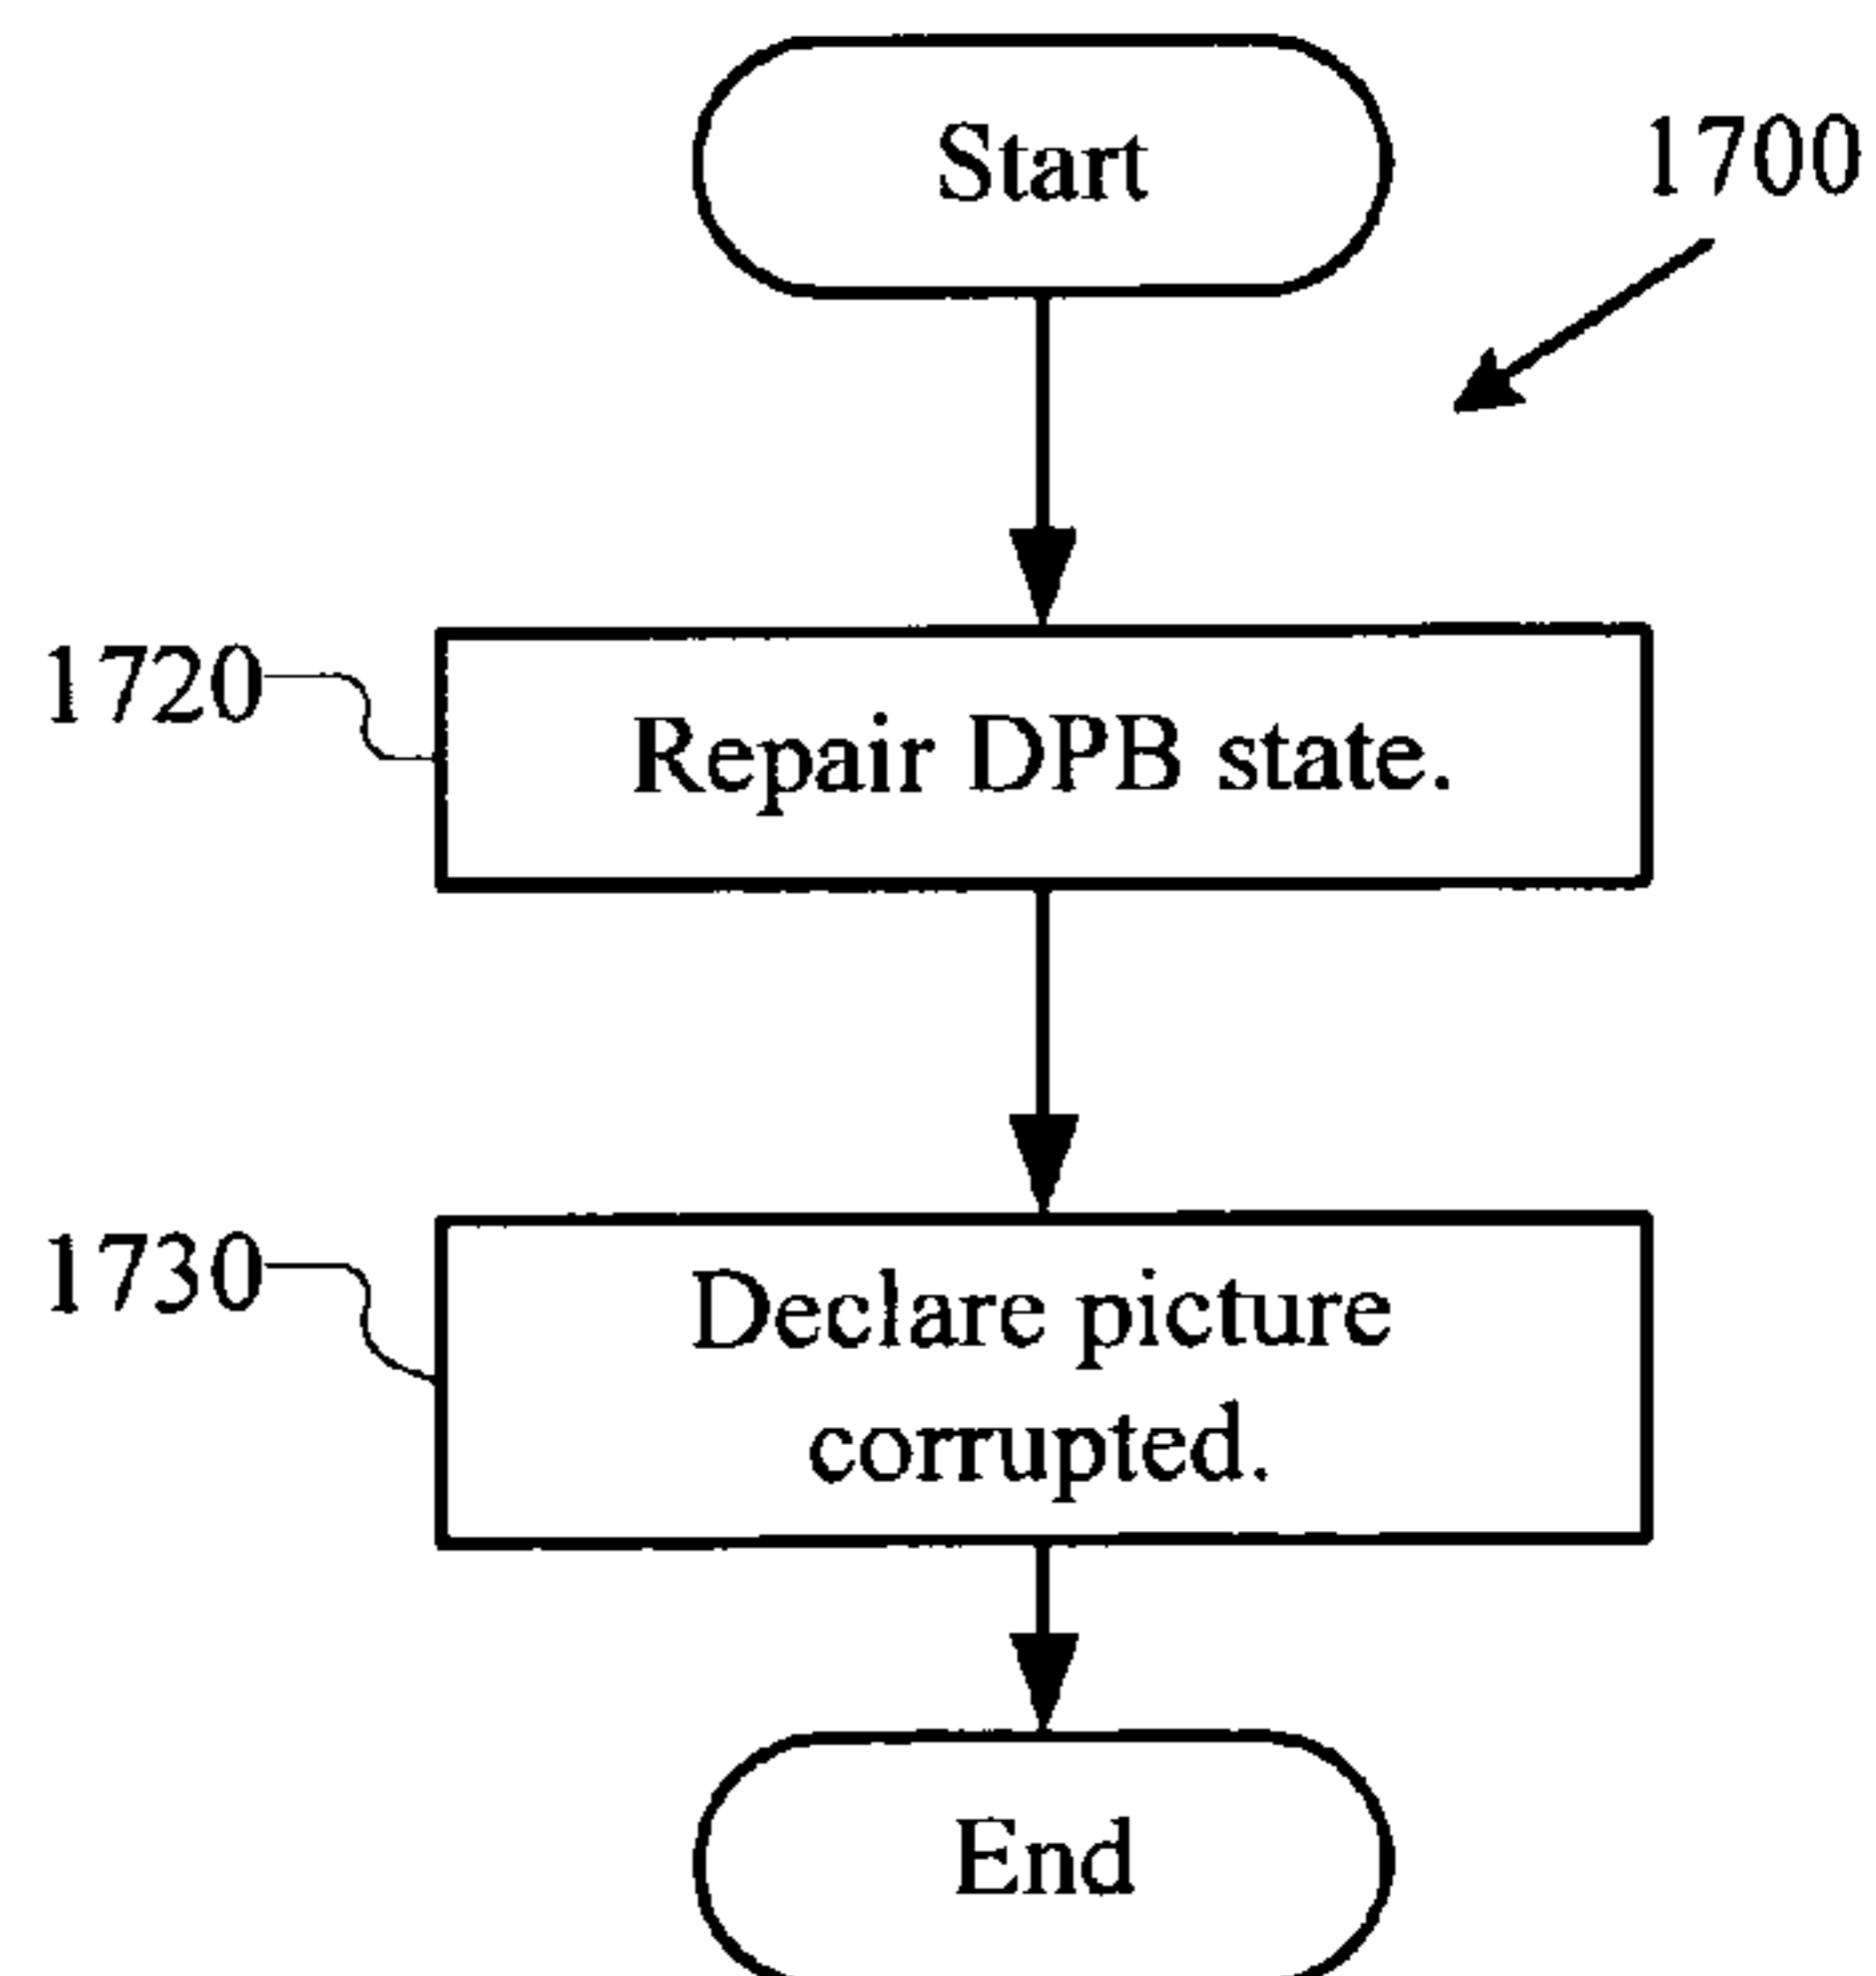 Start
1700
1720
Repair DPB state.
1730
Declare picture
corrupted.
End